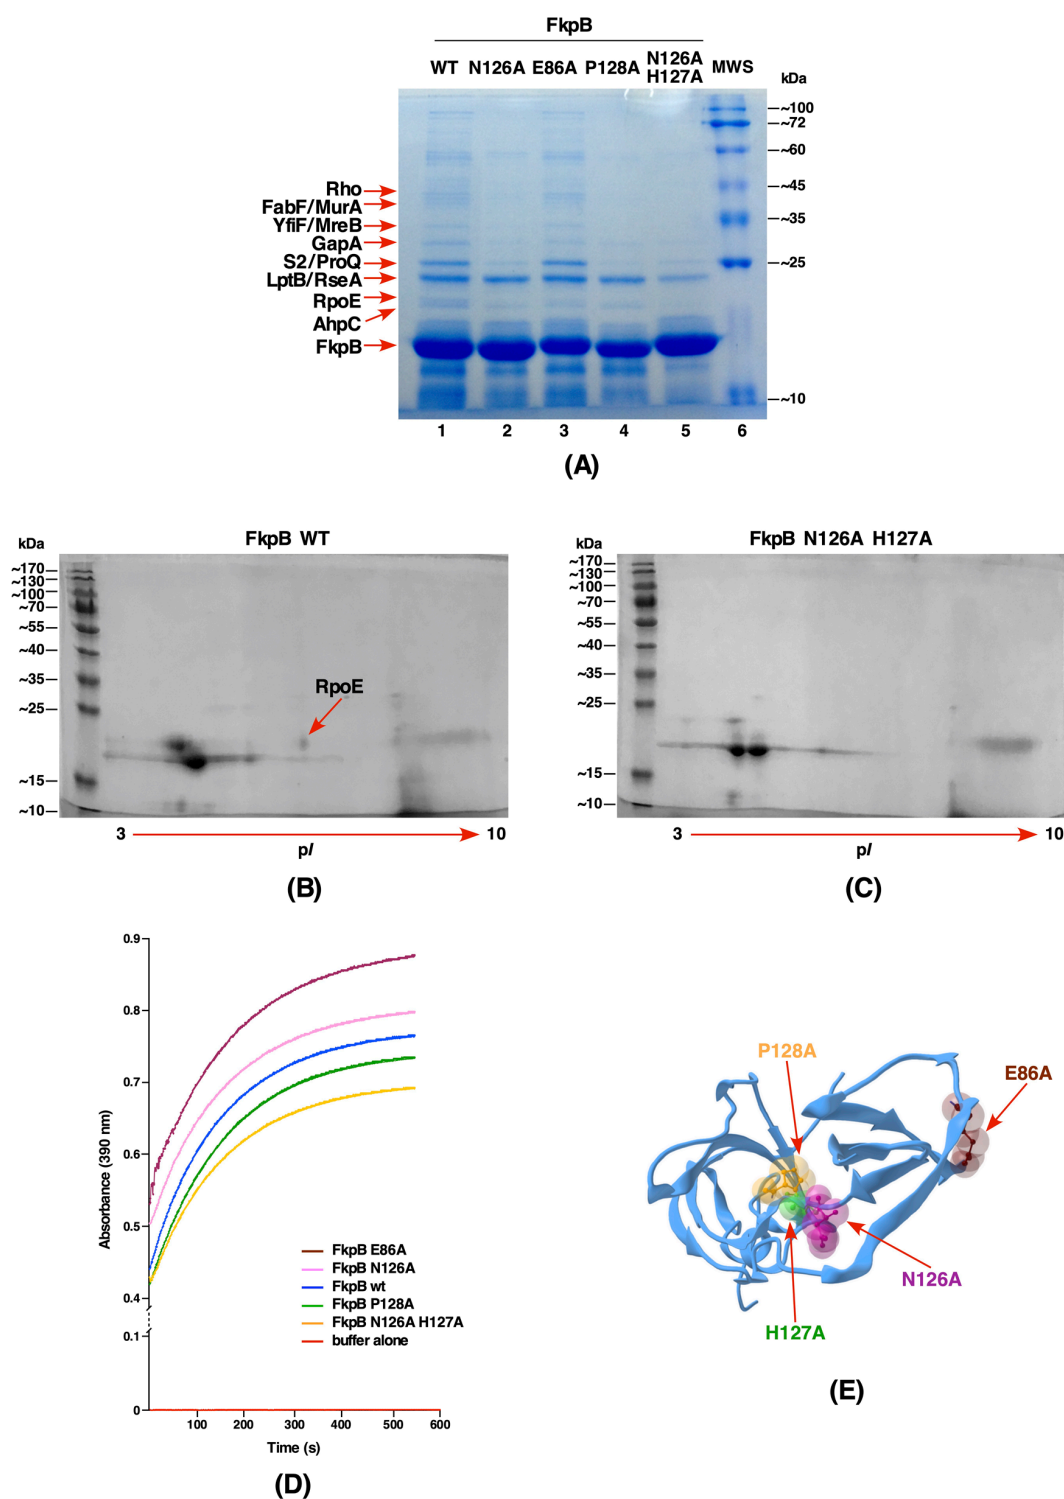 FkpB
WT N126A E86A P128A N126A H127A MWS
kDa
~100
~72
~60
~45
~35
~25
~10
Rho
FabF/MurA
YfiF/MreB
GapA
S2/ProQ
LptB/RseA
RpoE
AhpC
FkpB
1 2 3 4 5 6
(A)
FkpB WT
kDa
~170
~130
~100
~70
~55
~40
~35
~25
~15
~10
RpoE
3 10
pI
(B)
FkpB N126A H127A
kDa
~170
~130
~100
~70
~55
~40
~35
~25
~15
~10
3 10
pI
(C)
0.9
0.8
0.7
0.6
0.5
0.4
0.1
0
Absorbance (390 nm)
FkpB E86A
FkpB N126A
FkpB wt
FkpB P128A
FkpB N126A H127A
buffer alone
100 200 300 400 500 600
Time (s)
(D)
P128A
E86A
N126A
H127A
(E)